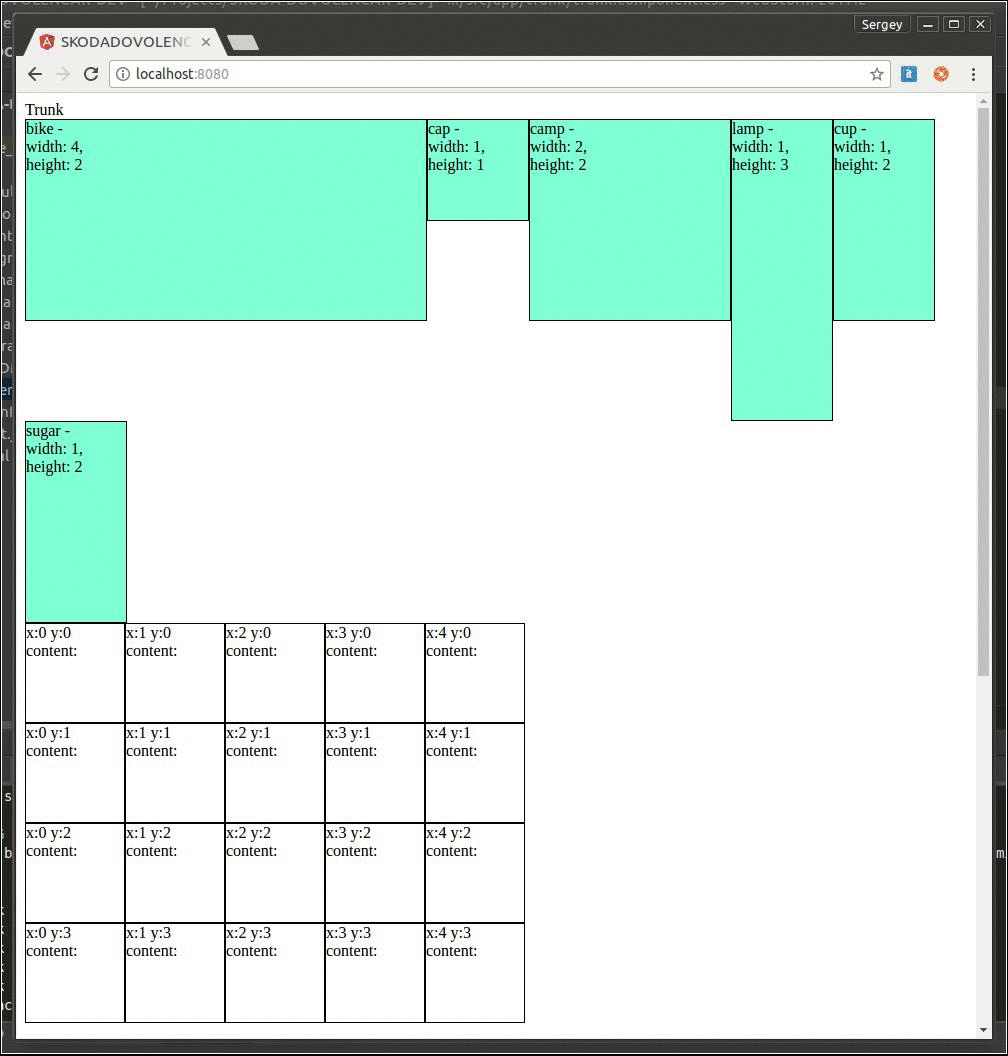 Sergey
SKODADOVOLENC
localhost:8080
Trunk
bike -
width: 4,
height: 2
cap -
width: 1,
height: 1
camp -
width: 2,
height: 2
lamp -
width: 1,
height: 3
cup -
width: 1,
height: 2
sugar -
width: 1,
height: 2
x:0 y:0
content:
x:1 y:0
content:
x:2 y:0
content:
x:3 y:0
content:
x:4 y:0
content:
x:0 y:1
content:
x:1 y:1
content:
x:2 y:1
content:
x:3 y:1
content:
x:4 y:1
content:
x:0 y:2
content:
x:1 y:2
content:
x:2 y:2
content:
x:3 y:2
content:
x:4 y:2
content:
x:0 y:3
content:
x:1 y:3
content:
x:2 y:3
content:
x:3 y:3
content:
x:4 y:3
content: